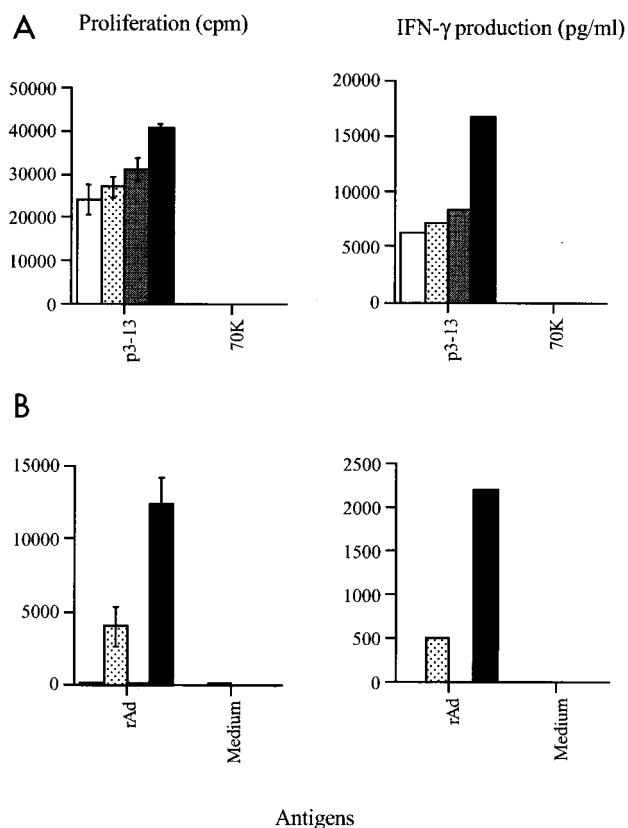 A
Proliferation (cpm)
IFN-γ production (pg/ml)
50000
40000
30000
20000
10000
0
p3-13
70K
20000
15000
10000
5000
0
p3-13
70K
B
15000
10000
5000
0
rAd
Medium
2500
2000
1500
1000
500
0
rAd
Medium
Antigens